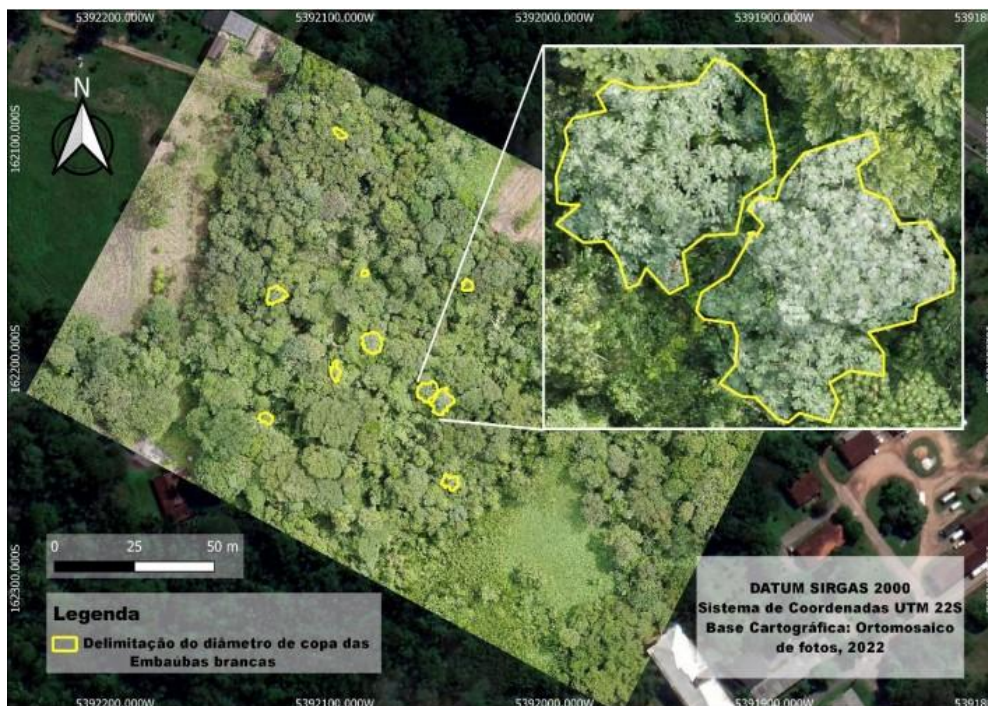 5392200.000W 5392100.000W 5392000.000W 5391900.000W 53918
N
162100.000S
162200.000S
162300.000S
0 25 50 m
Legenda
Delimitação do diâmetro de copa das
Embaúbas brancas
DATUM SIRGAS 2000
Sistema de Coordenadas UTM 22S
Base Cartográfica: Ortomosaico
de fotos, 2022
5392200.000W 5392100.000W 5392000.000W 5391900.000W 539180